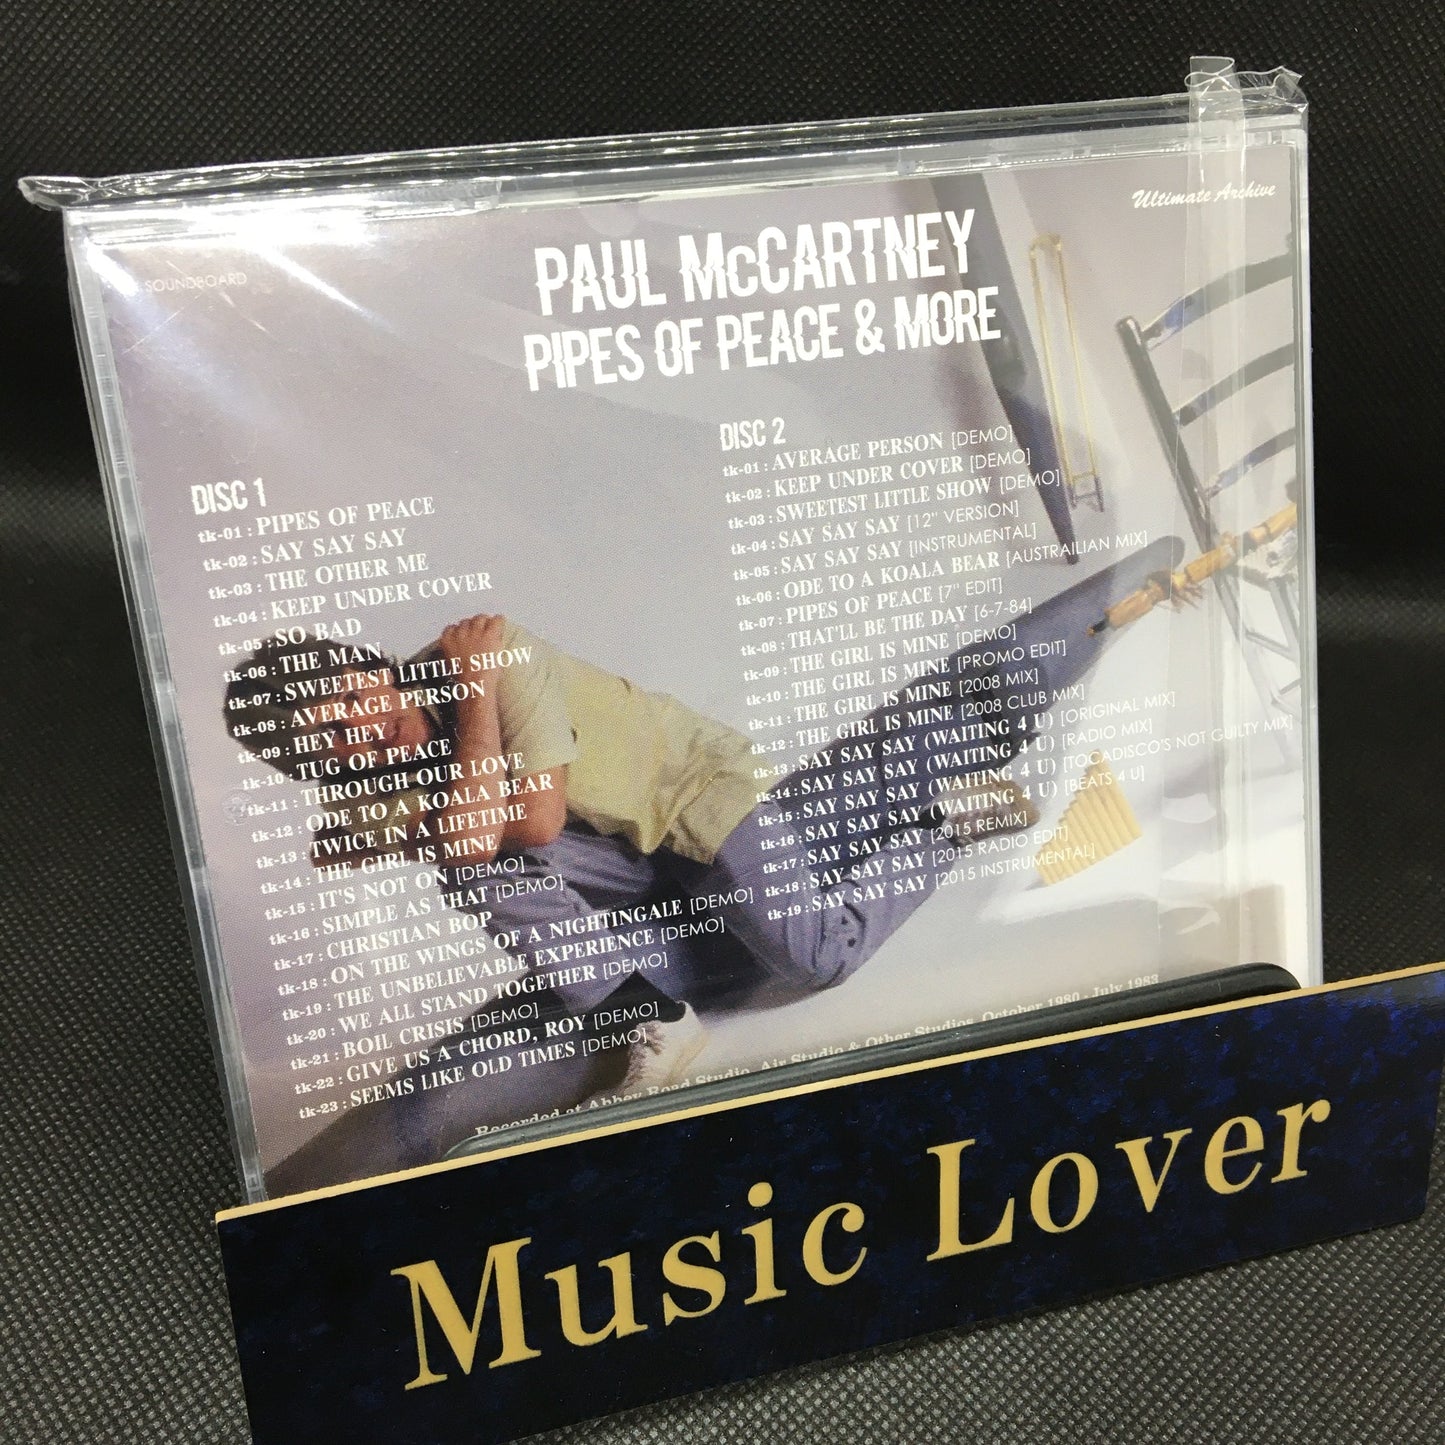 Ultimate Archive
SOUNDBOARD
PAUL McCARTNEY
PIPES OF PEACE & MORE
DISC 1
tk-01 : PIPES OF PEACE
tk-02 : SAY SAY SAY
tk-03 : THE OTHER ME
tk-04 : KEEP UNDER COVER
tk-05 : SO BAD
tk-06 : THE MAN
tk-07 : SWEETEST LITTLE SHOW
tk-08 : AVERAGE PERSON
tk-09 : HEY HEY
tk-10 : TUG OF PEACE
tk-11 : THROUGH OUR LOVE
tk-12 : ODE TO A KOALA BEAR
tk-13 : TWICE IN A LIFETIME
tk-14 : THE GIRL IS MINE
tk-15 : IT'S NOT ON [DEMO]
tk-16 : SIMPLE AS THAT [DEMO]
tk-17 : CHRISTIAN BOP
tk-18 : ON THE WINGS OF A NIGHTINGALE [DEMO]
tk-19 : THE UNBELIEVABLE EXPERIENCE [DEMO]
tk-20 : WE ALL STAND TOGETHER [DEMO]
tk-21 : BOIL CRISIS [DEMO]
tk-22 : GIVE US A CHORD, ROY [DEMO]
tk-23 : SEEMS LIKE OLD TIMES [DEMO]
DISC 2
tk-01 : AVERAGE PERSON [DEMO]
tk-02 : KEEP UNDER COVER [DEMO]
tk-03 : SWEETEST LITTLE SHOW [DEMO]
tk-04 : SAY SAY SAY [12" VERSION]
tk-05 : SAY SAY SAY [INSTRUMENTAL]
tk-06 : ODE TO A KOALA BEAR [AUSTRAILIAN MIX]
tk-07 : PIPES OF PEACE [7" EDIT]
tk-08 : THAT'LL BE THE DAY [6-7-84]
tk-09 : THE GIRL IS MINE [DEMO]
tk-10 : THE GIRL IS MINE [PROMO EDIT]
tk-11 : THE GIRL IS MINE [2008 MIX]
tk-12 : THE GIRL IS MINE [2008 CLUB MIX]
tk-13 : SAY SAY SAY (WAITING 4 U) [ORIGINAL MIX]
tk-14 : SAY SAY SAY (WAITING 4 U) [RADIO MIX]
tk-15 : SAY SAY SAY (WAITING 4 U) [TOCADISCO'S NOT GUILTY MIX]
tk-16 : SAY SAY SAY (WAITING 4 U) [BEATS 4 U]
tk-17 : SAY SAY SAY [2015 REMIX]
tk-18 : SAY SAY SAY [2015 RADIO EDIT]
tk-19 : SAY SAY SAY [2015 INSTRUMENTAL]
Recorded at Abbey Road Studio, Air Studio & Other Studios, October 1980 - July 1983
Music Lover